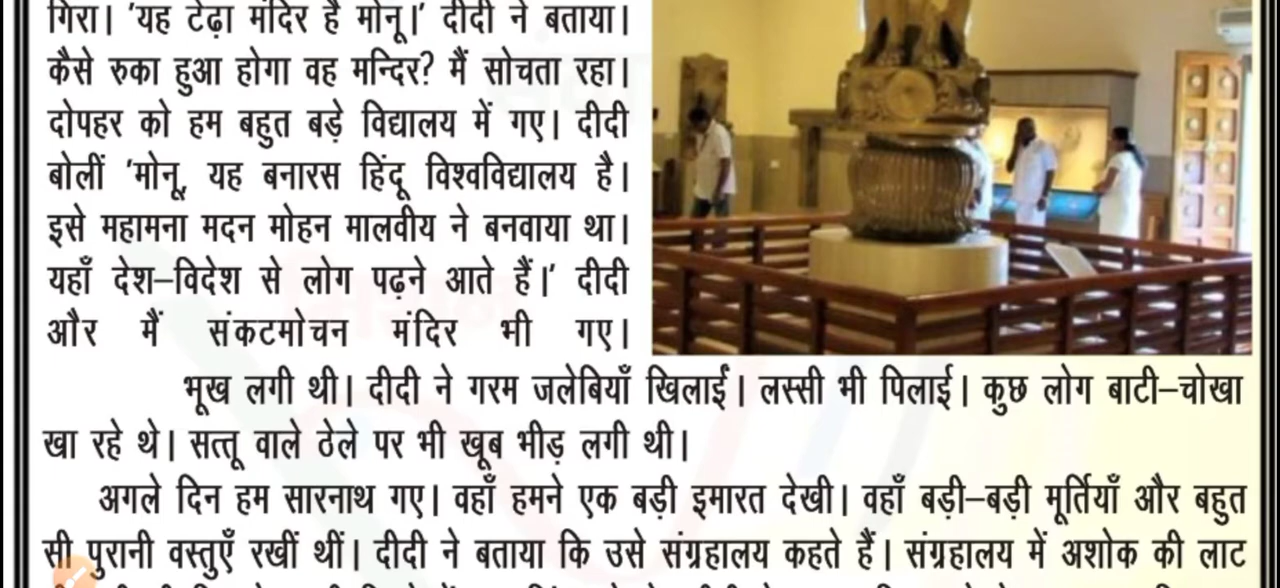 गिरा। 'यह टेढ़ा मंदिर है मोनू।' दीदी ने बताया।
कैसे रुका हुआ होगा वह मन्दिर? मैं सोचता रहा।
दोपहर को हम बहुत बड़े विद्यालय में गए। दीदी
बोलीं 'मोनू, यह बनारस हिंदू विश्वविद्यालय है।
इसे महामना मदन मोहन मालवीय ने बनवाया था।
यहाँ देश–विदेश से लोग पढ़ने आते हैं।' दीदी
और मैं संकटमोचन मंदिर भी गए।
भूख लगी थी। दीदी ने गरम जलेबियाँ खिलाईं। लस्सी भी पिलाई। कुछ लोग बाटी–चोखा
खा रहे थे। सत्तू वाले ठेले पर भी खूब भीड़ लगी थी।
अगले दिन हम सारनाथ गए। वहाँ हमने एक बड़ी इमारत देखी। वहाँ बड़ी–बड़ी मूर्तियाँ और बहुत
सी पुरानी वस्तुएँ रखीं थीं। दीदी ने बताया कि उसे संग्रहालय कहते हैं। संग्रहालय में अशोक की लाट